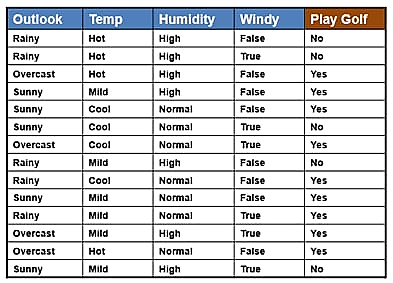 Outlook Temp Humidity Windy Play Golf
Rainy Hot High False No
Rainy Hot High True No
Overcast Hot High False Yes
Sunny Mild High False Yes
Sunny Cool Normal False Yes
Sunny Cool Normal True No
Overcast Cool Normal True Yes
Rainy Mild High False No
Rainy Cool Normal False Yes
Sunny Mild Normal False Yes
Rainy Mild Normal True Yes
Overcast Mild High True Yes
Overcast Hot Normal False Yes
Sunny Mild High True No